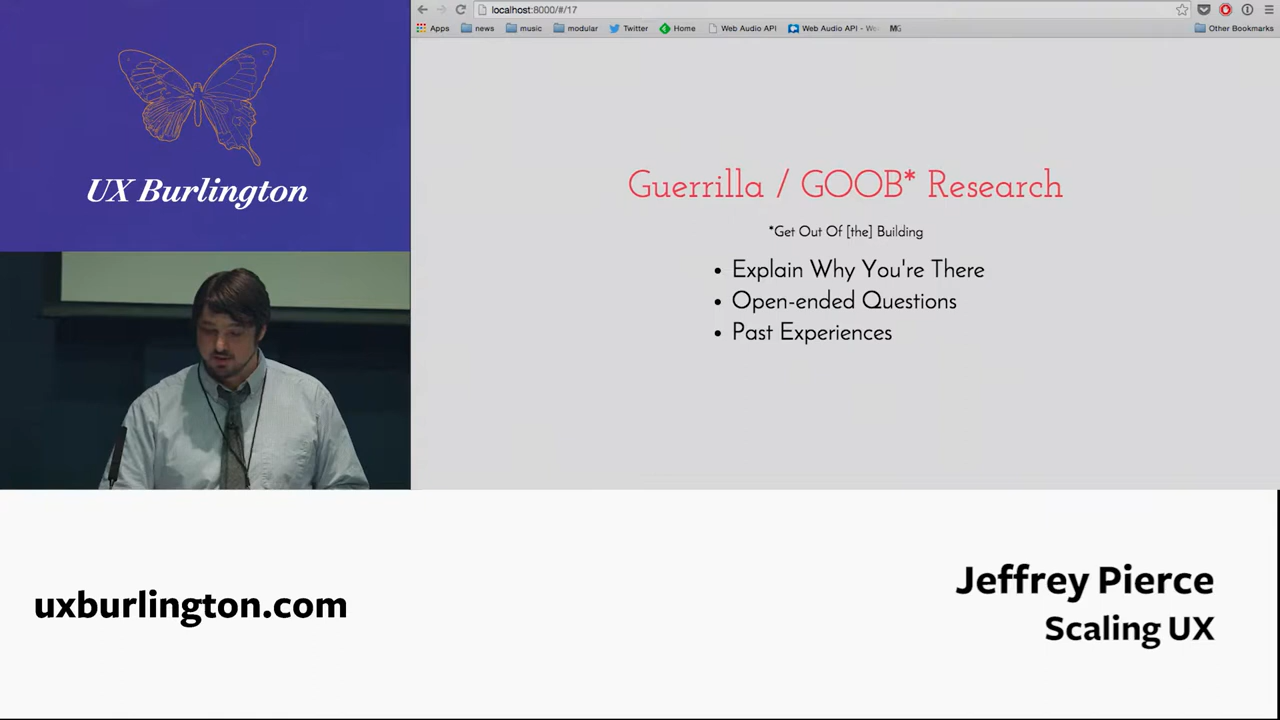 localhost:8000/#/17
Apps news music modular Twitter Home Web Audio API Web Audio API - We MG Other Bookmarks
UX Burlington
Guerrilla / GOOB* Research
*Get Out Of [the] Building
• Explain Why You're There
• Open-ended Questions
• Past Experiences
uxburlington.com
Jeffrey Pierce
Scaling UX